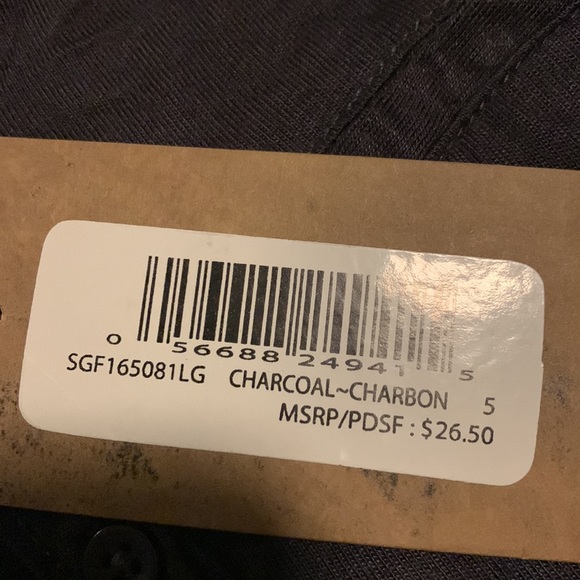 0 56688 24941 5
SGF165081LG CHARCOAL~CHARBON 5
MSRP/PDSF : $26.50